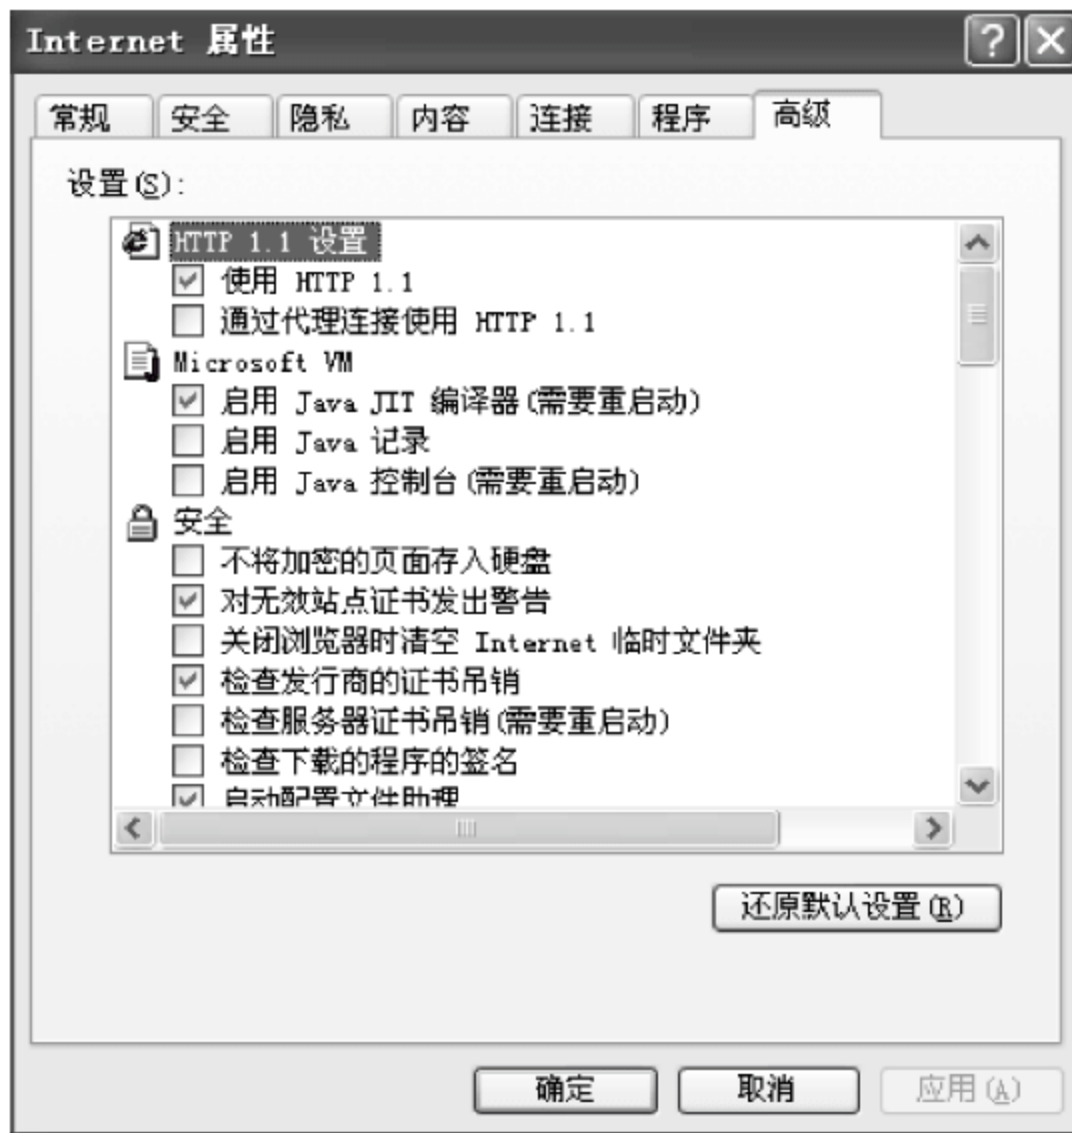 Internet 属性
常规 安全 隐私 内容 连接 程序 高级
设置(S):
HTTP 1.1 设置
使用 HTTP 1.1
通过代理连接使用 HTTP 1.1
Microsoft VM
启用 Java JIT 编译器(需要重启动)
启用 Java 记录
启用 Java 控制台(需要重启动)
安全
不将加密的页面存入硬盘
对无效站点证书发出警告
关闭浏览器时清空 Internet 临时文件夹
检查发行商的证书吊销
检查服务器证书吊销(需要重启动)
检查下载的程序的签名
启动配置文件助理
还原默认设置(R)
确定 取消 应用(A)